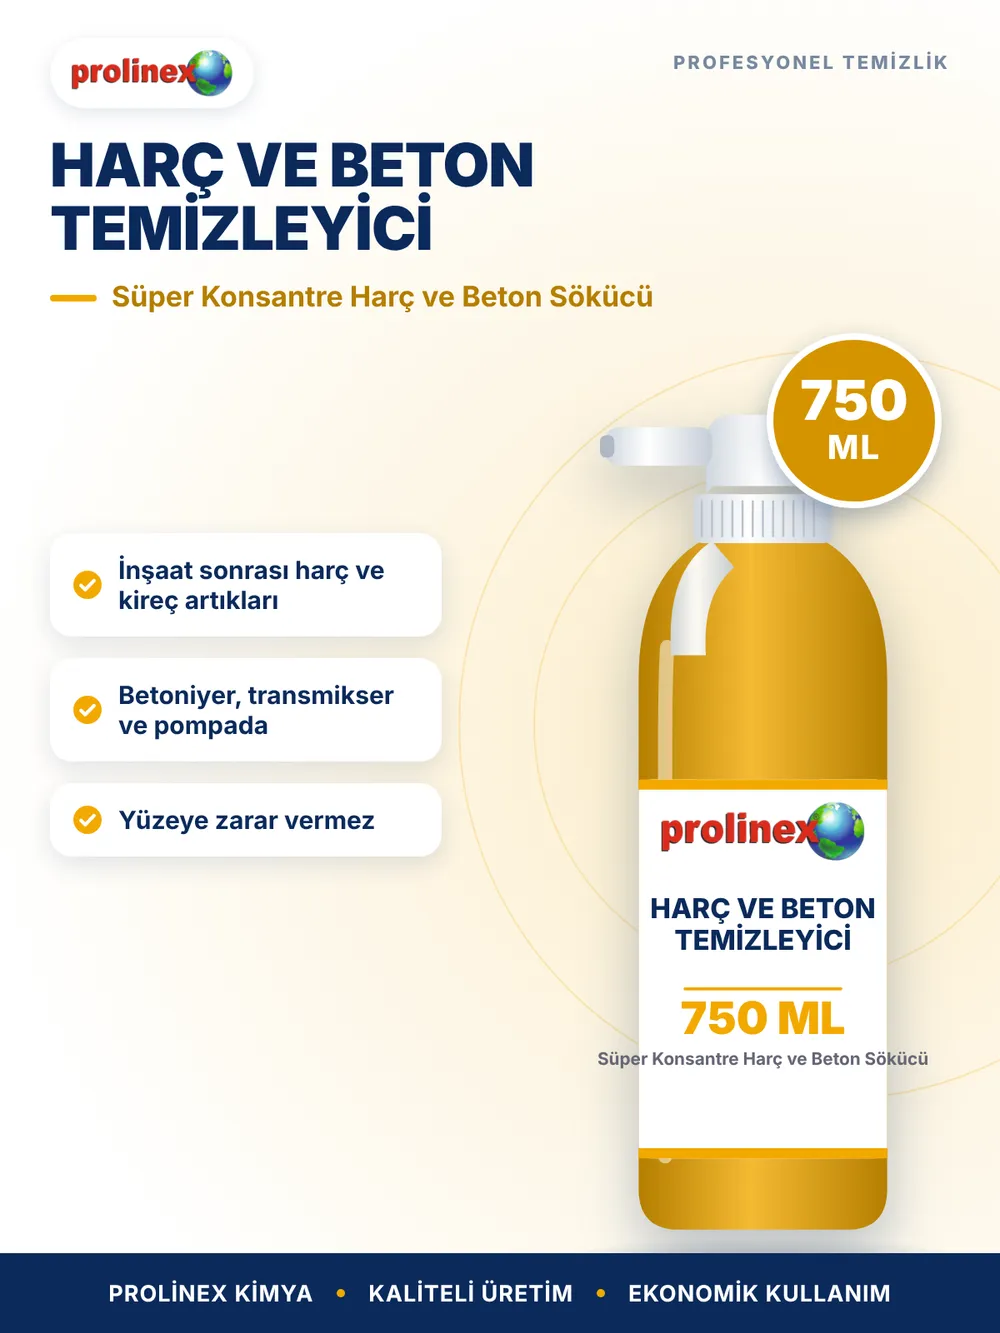 prolinex
PROFESYONEL TEMİZLİK
HARÇ VE BETON
TEMİZLEYİCİ
Süper Konsantre Harç ve Beton Sökücü
750
ML
İnşaat sonrası harç ve
kireç artıkları
Betoniyer, transmikser
ve pompada
Yüzeye zarar vermez
prolinex
HARÇ VE BETON
TEMİZLEYİCİ
750 ML
Süper Konsantre Harç ve Beton Sökücü
PROLİNEX KİMYA • KALİTELİ ÜRETİM • EKONOMİK KULLANIM